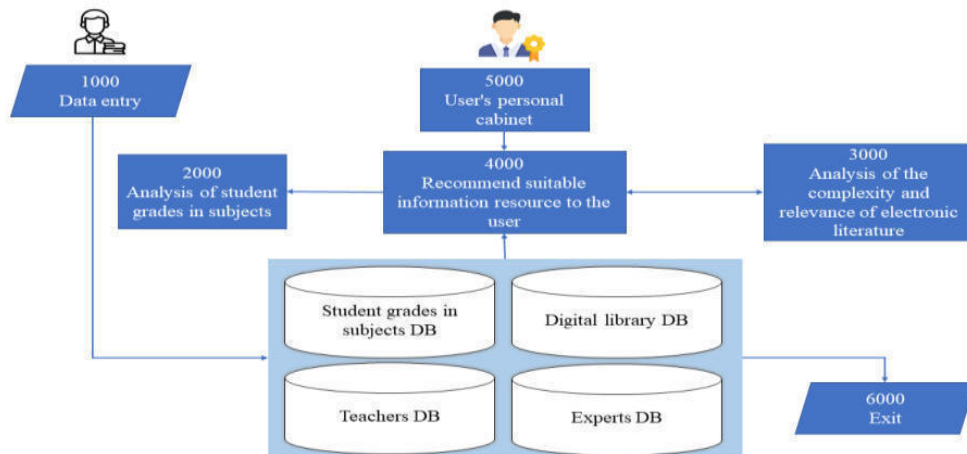 1000
Data entry
5000
User's personal
cabinet
2000
Analysis of student
grades in subjects
4000
Recommend suitable
information resource to the
user
3000
Analysis of the
complexity and
relevance of electronic
literature
Student grades in
subjects DB
Digital library DB
Teachers DB
Experts DB
6000
Exit